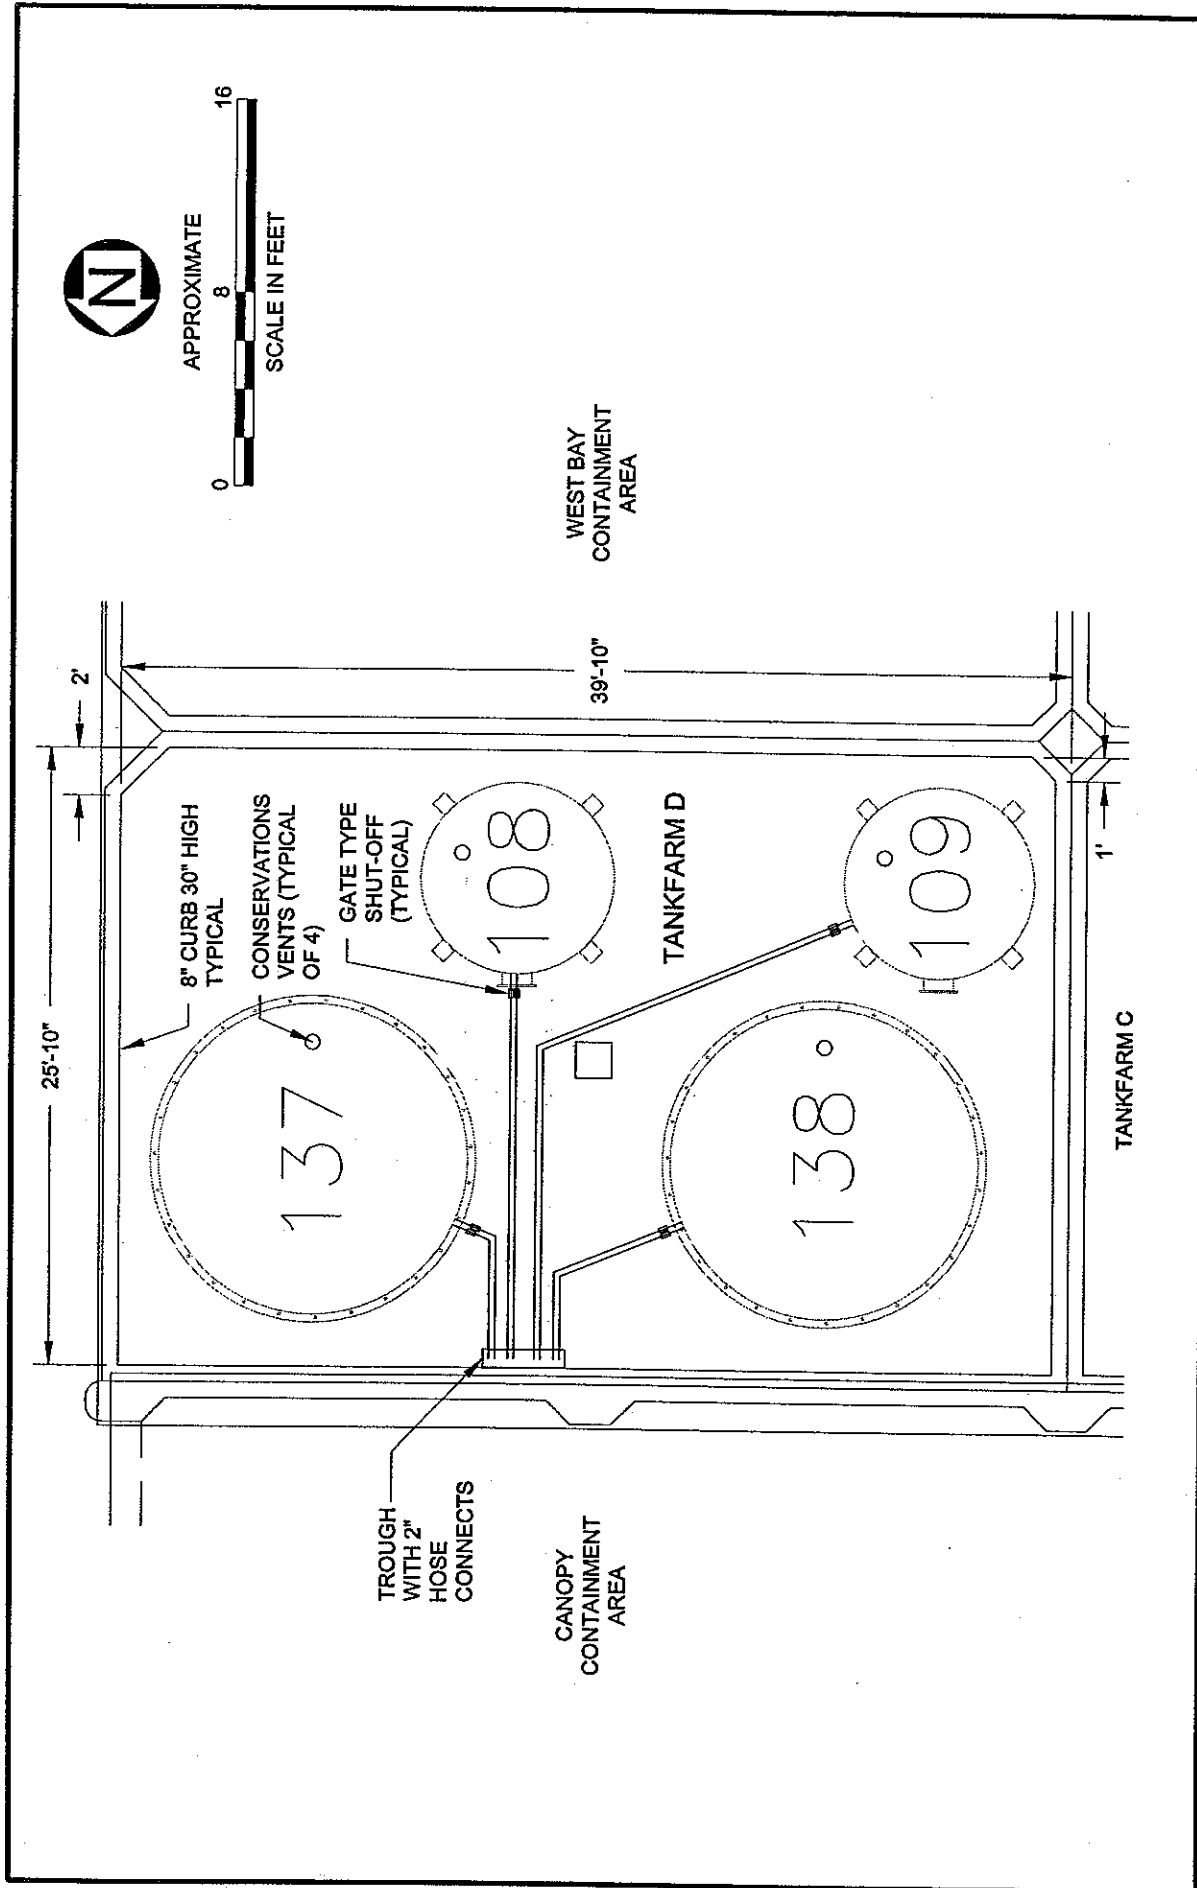 N
APPROXIMATE
0
8
16
SCALE IN FEET
25'-10"
2'
8" CURB 30" HIGH
TYPICAL
CONSERVATIONS
VENTS (TYPICAL
OF 4)
GATE TYPE
SHUT-OFF
(TYPICAL)
137
108
39'-10"
WEST BAY
CONTAINMENT
AREA
TANKFARM D
138
109
1'
TROUGH
WITH 2"
HOSE
CONNECTS
CANOPY
CONTAINMENT
AREA
TANKFARM C